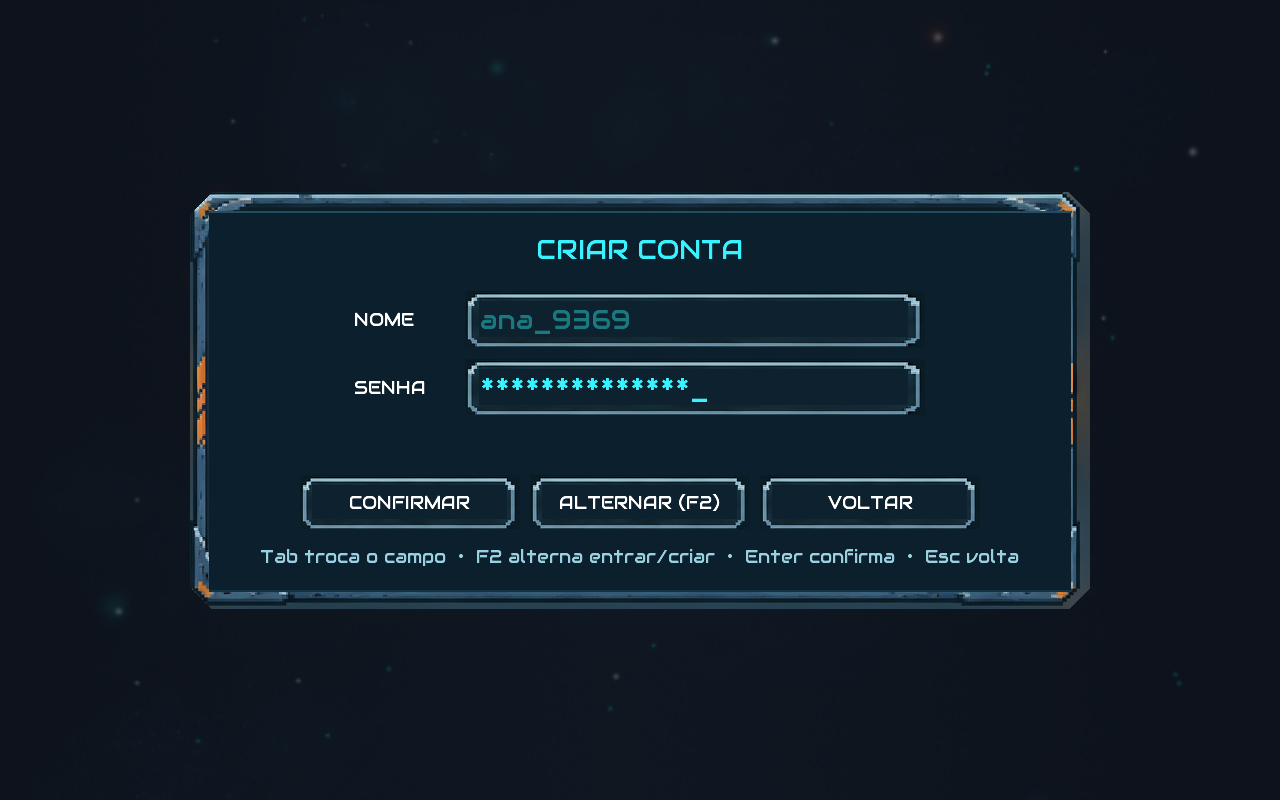 CRIAR CONTA
NOME ana_9369
SENHA **************_
CONFIRMAR ALTERNAR (F2) VOLTAR
Tab troca o campo • F2 alterna entrar/criar • Enter confirma • Esc volta